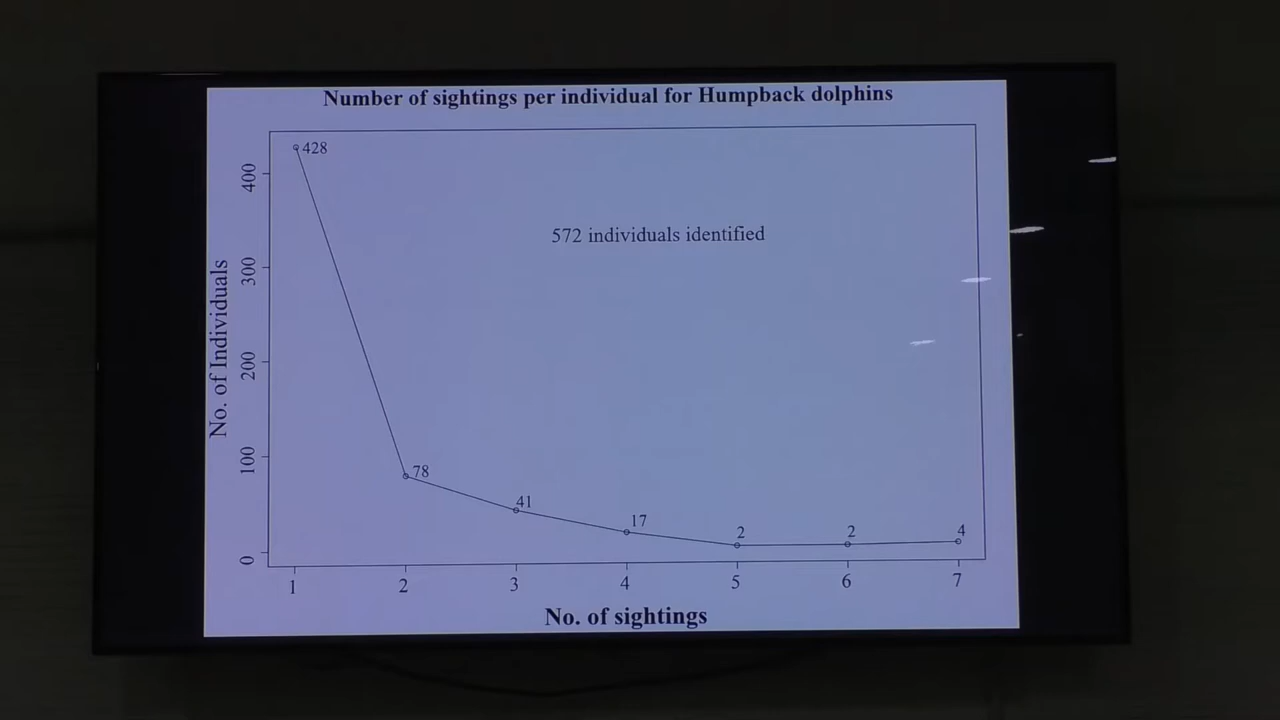 Number of sightings per individual for Humpback dolphins
428
572 individuals identified
78
41
17
2
2
4
No. of Individuals
400
300
200
100
0
1 2 3 4 5 6 7
No. of sightings